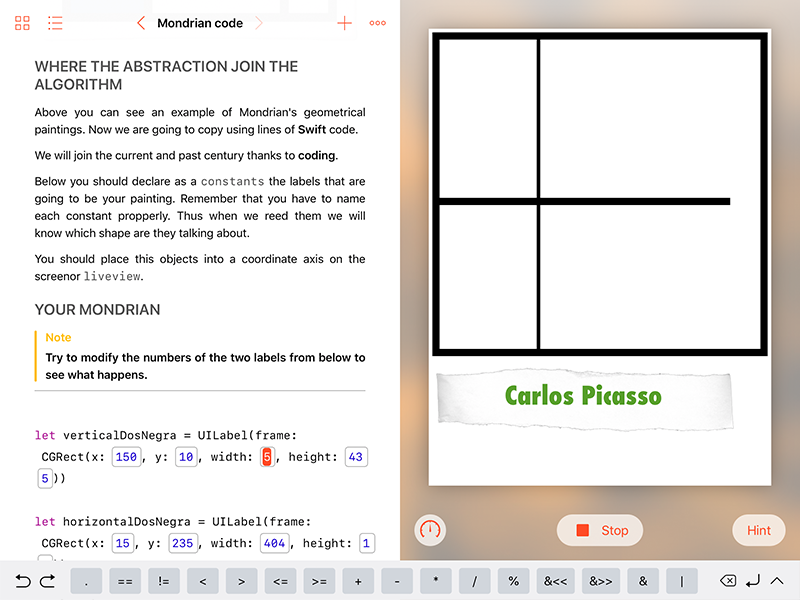 Mondrian code
WHERE THE ABSTRACTION JOIN THE
ALGORITHM
Above you can see an example of Mondrian's geometrical
paintings. Now we are going to copy using lines of Swift code.
We will join the current and past century thanks to coding.
Below you should declare as a constants the labels that are
going to be your painting. Remember that you have to name
each constant propperly. Thus when we reed them we will
know which shape are they talking about.
You should place this objects into a coordinate axis on the
screenor liveview.
YOUR MONDRIAN
Note
Try to modify the numbers of the two labels from below to
see what happens.
let verticalDosNegra = UILabel(frame:
CGRect(x: 150, y: 10, width: 5, height: 43
5))
let horizontalDosNegra = UILabel(frame:
CGRect(x: 15, y: 235, width: 404, height: 1
Carlos Picasso
Stop
Hint
. == != < > <= >= + - * / % &<< &>> & |